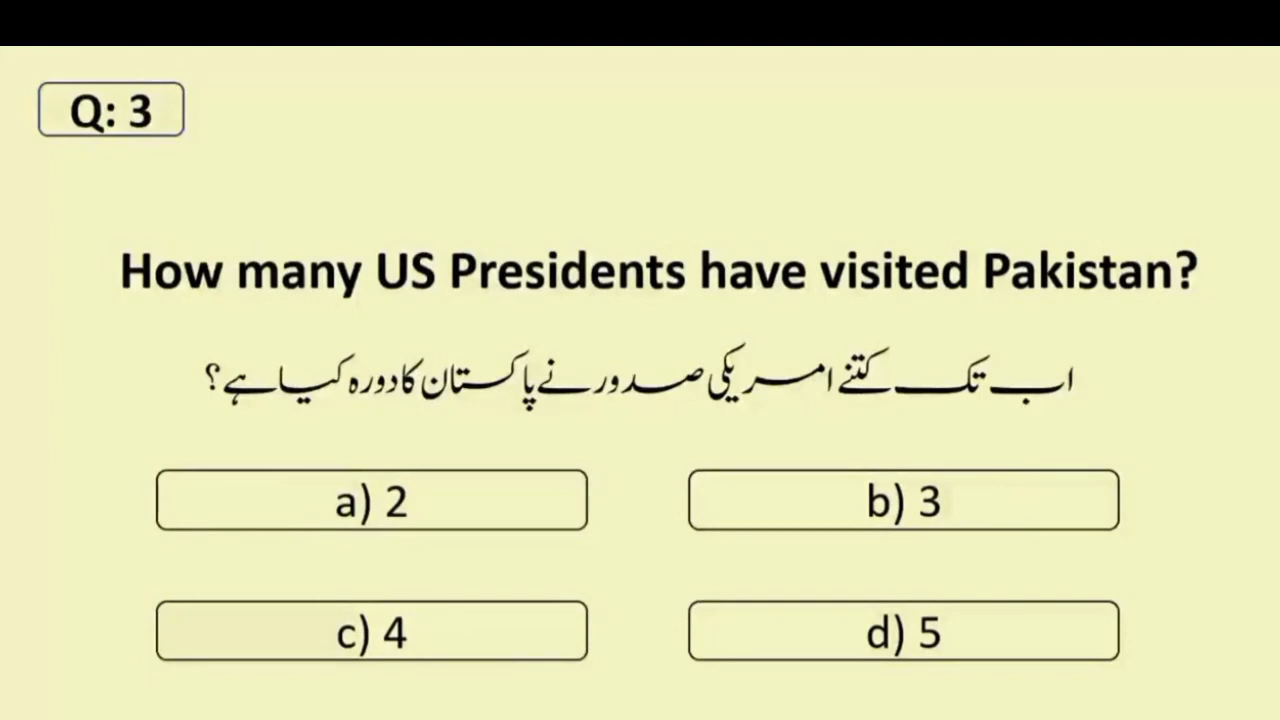 Q: 3
How many US Presidents have visited Pakistan?
اب تک کتنے امریکی صدور نے پاکستان کا دورہ کیا ہے؟
a) 2
b) 3
c) 4
d) 5